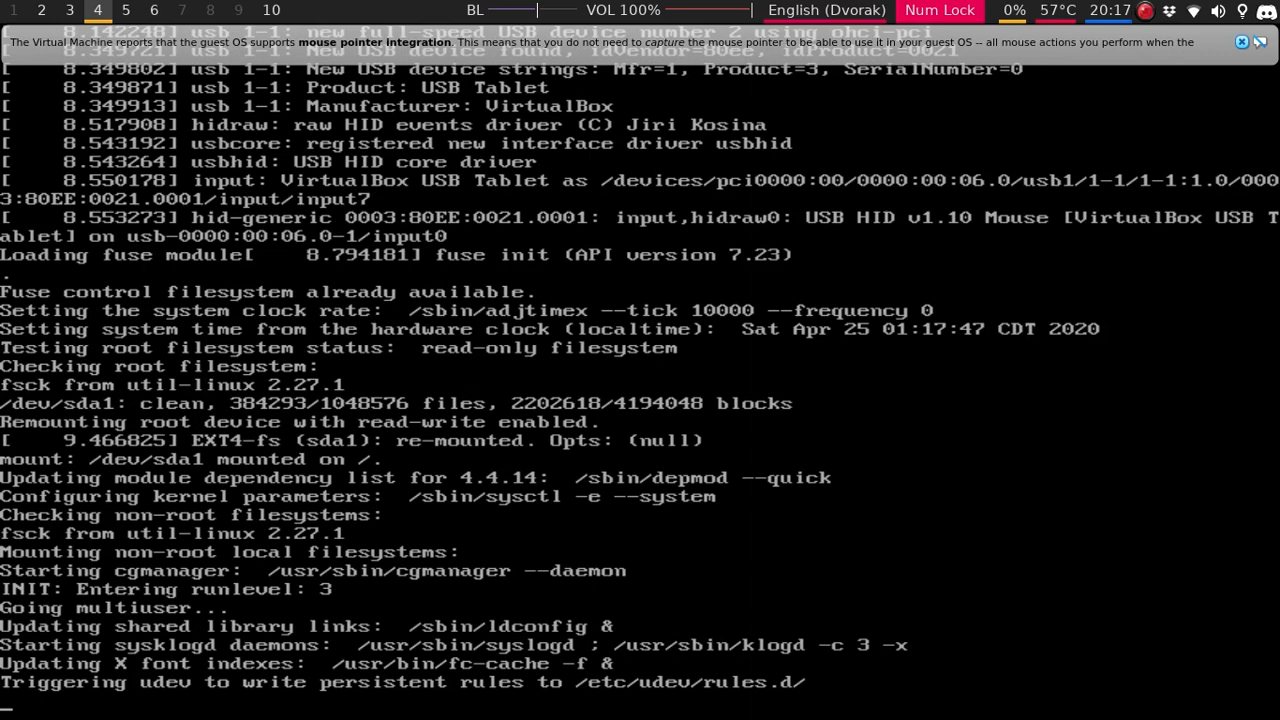 1 2 3 4 5 6 7 8 9 10 BL VOL 100% English (Dvorak) Num Lock 0% 57°C 20:17
The Virtual Machine reports that the guest OS supports mouse pointer integration. This means that you do not need to capture the mouse pointer to be able to use it in your guest OS -- all mouse actions you perform when the
[    8.142248] usb 1-1: new full-speed USB device number 2 using ohci-pci
[    8.349802] usb 1-1: New USB device strings: Mfr=1, Product=3, SerialNumber=0
[    8.349871] usb 1-1: Product: USB Tablet
[    8.349913] usb 1-1: Manufacturer: VirtualBox
[    8.517908] hidraw: raw HID events driver (C) Jiri Kosina
[    8.543192] usbcore: registered new interface driver usbhid
[    8.543264] usbhid: USB HID core driver
[    8.550178] input: VirtualBox USB Tablet as /devices/pci0000:00/0000:00:06.0/usb1/1-1/1-1:1.0/000
3:80EE:0021.0001/input/input7
[    8.553273] hid-generic 0003:80EE:0021.0001: input,hidraw0: USB HID v1.10 Mouse [VirtualBox USB T
ablet] on usb-0000:00:06.0-1/input0
Loading fuse module[    8.794181] fuse init (API version 7.23)
.
Fuse control filesystem already available.
Setting the system clock rate:  /sbin/adjtimex --tick 10000 --frequency 0
Setting system time from the hardware clock (localtime):  Sat Apr 25 01:17:47 CDT 2020
Testing root filesystem status:  read-only filesystem
Checking root filesystem:
fsck from util-linux 2.27.1
/dev/sda1: clean, 384293/1048576 files, 2202618/4194048 blocks
Remounting root device with read-write enabled.
[    9.466825] EXT4-fs (sda1): re-mounted. Opts: (null)
mount: /dev/sda1 mounted on /.
Updating module dependency list for 4.4.14:  /sbin/depmod --quick
Configuring kernel parameters:  /sbin/sysctl -e --system
Checking non-root filesystems:
fsck from util-linux 2.27.1
Mounting non-root local filesystems:
Starting cgmanager:  /usr/sbin/cgmanager --daemon
INIT: Entering runlevel: 3
Going multiuser...
Updating shared library links:  /sbin/ldconfig &
Starting sysklogd daemons:  /usr/sbin/syslogd ; /usr/sbin/klogd -c 3 -x
Updating X font indexes:  /usr/bin/fc-cache -f &
Triggering udev to write persistent rules to /etc/udev/rules.d/